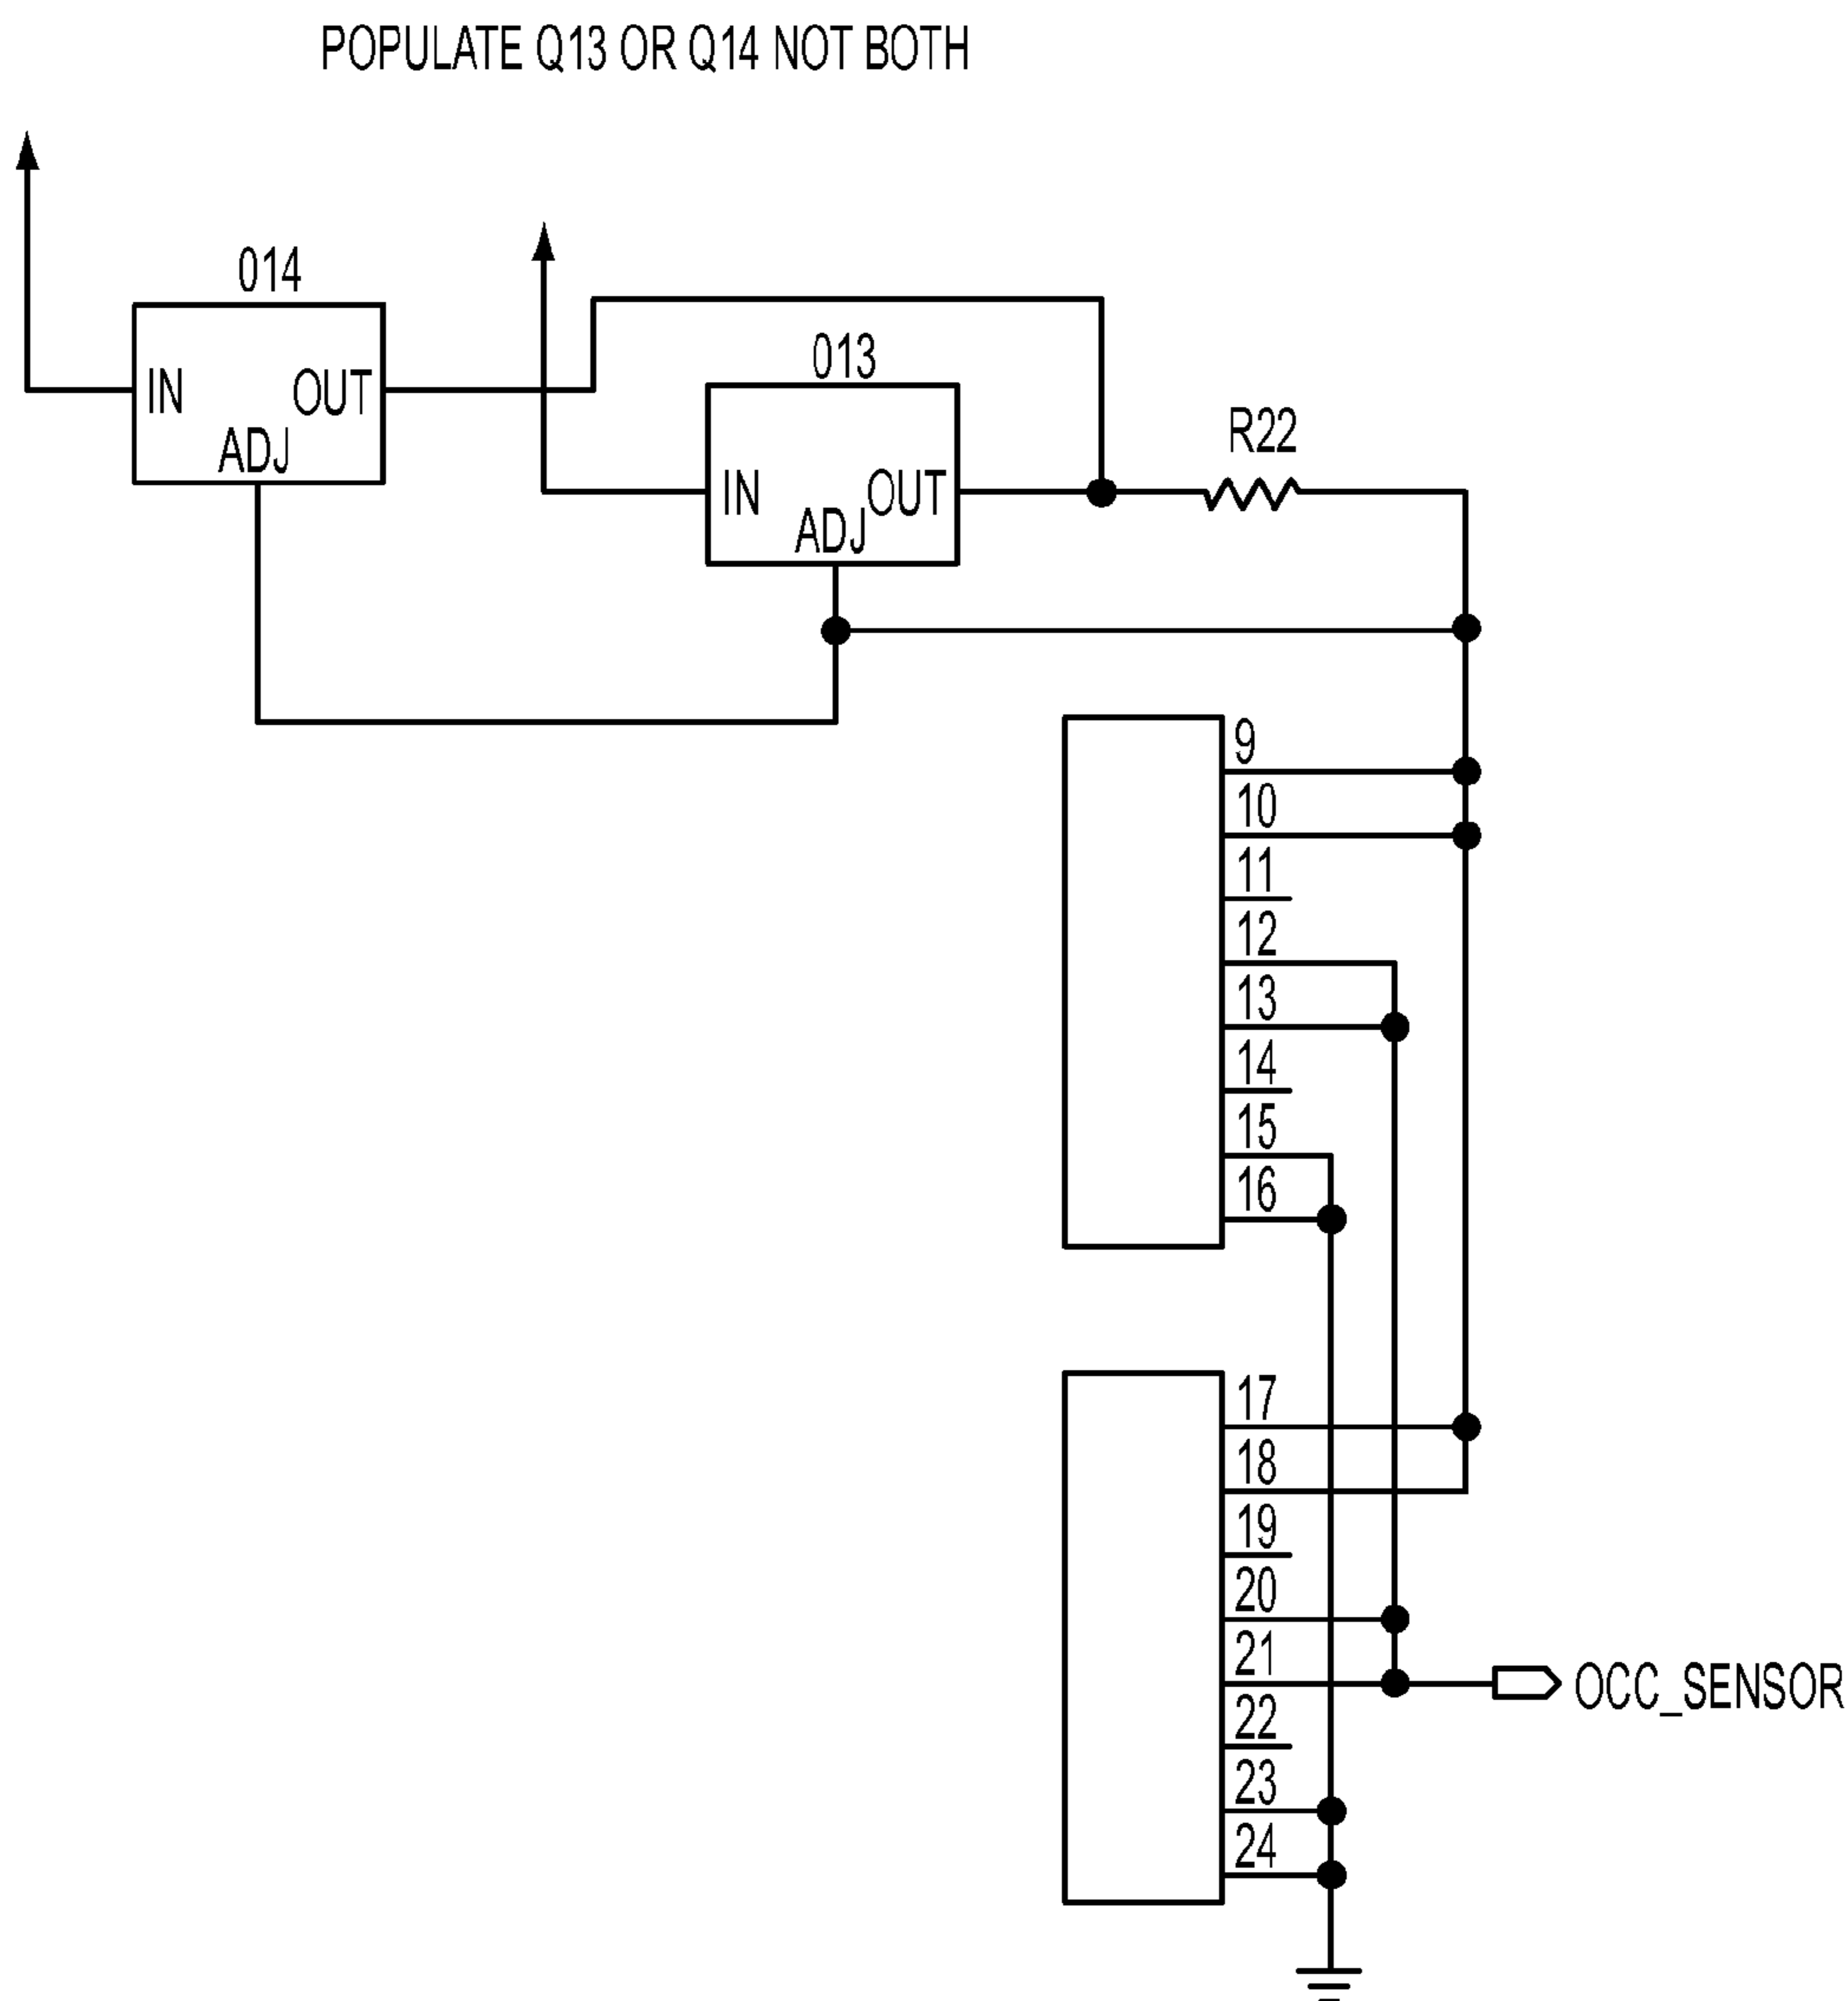 POPULATE Q13 OR Q14 NOT BOTH
014
IN
OUT
ADJ
013
IN
OUT
ADJ
R22
9
10
11
12
13
14
15
16
17
18
19
20
21
OCC_SENSOR
22
23
24